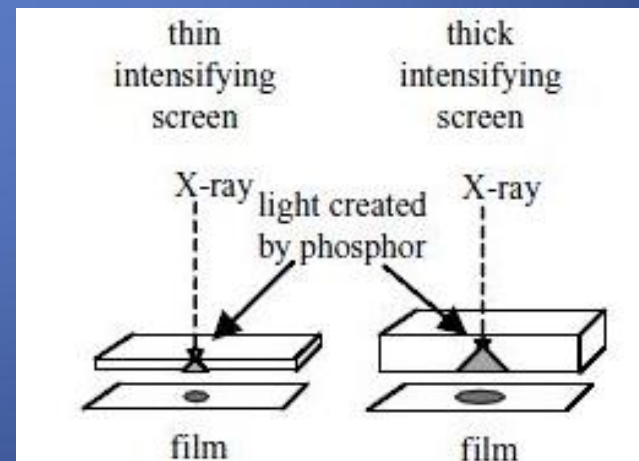 thin
intensifying
screen
thick
intensifying
screen
X-ray
light created
by phosphor
X-ray
film
film